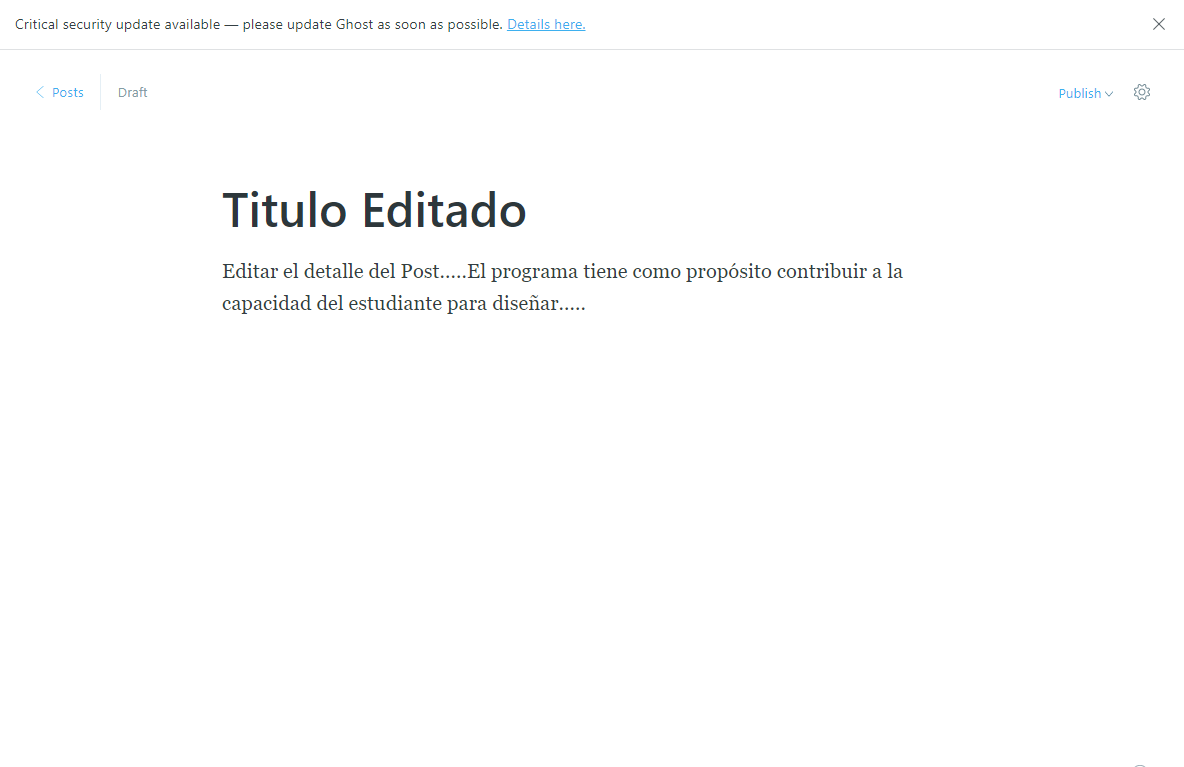 Critical security update available — please update Ghost as soon as possible. Details here.
Posts
Draft
Publish
Titulo Editado
Editar el detalle del Post.....El programa tiene como propósito contribuir a la
capacidad del estudiante para diseñar.....